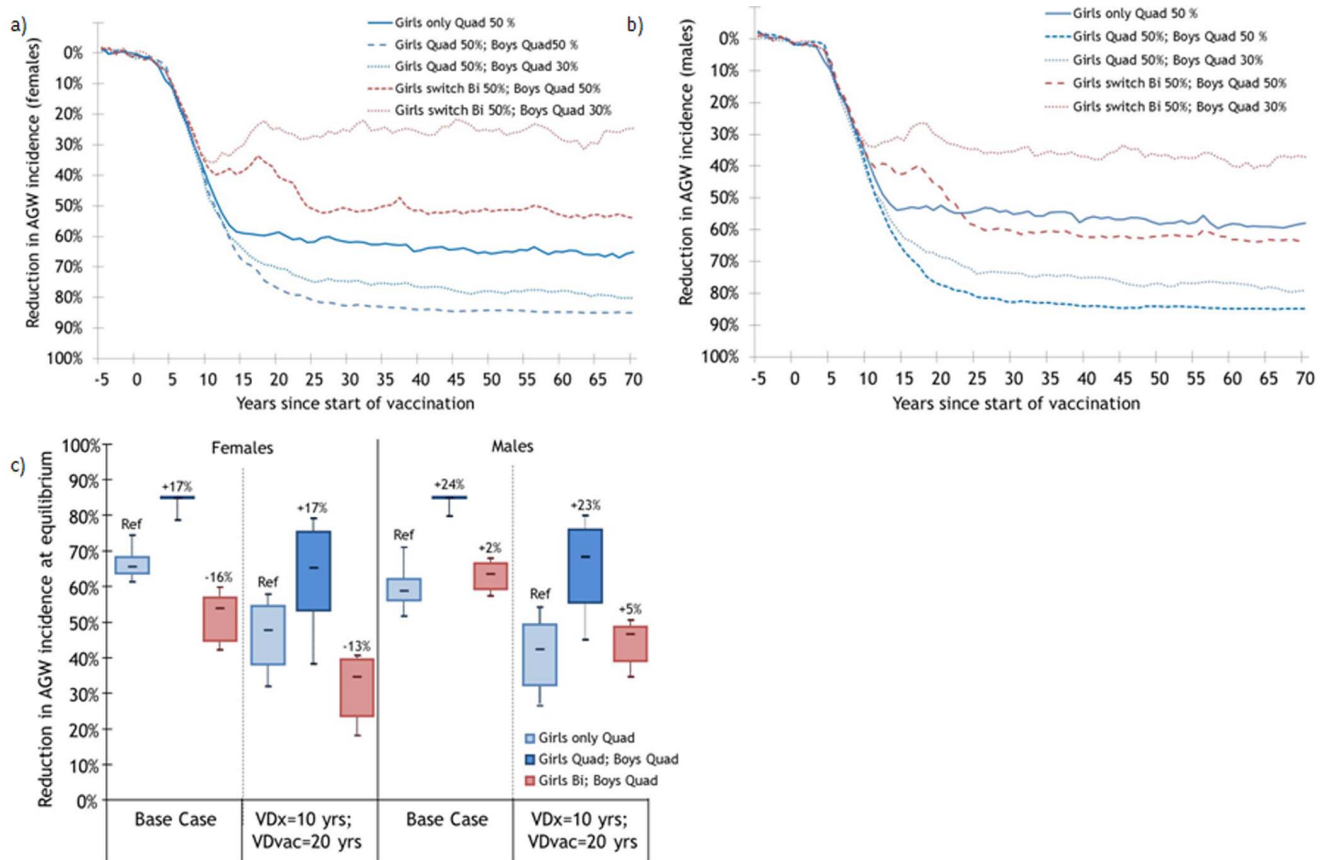 a)
Girls only Quad 50 %
Girls Quad 50%; Boys Quad50 %
Girls Quad 50%; Boys Quad 30%
Girls switch Bi 50%; Boys Quad 50%
Girls switch Bi 50%; Boys Quad 30%
Reduction in AGW incidence (females)
0%
10%
20%
30%
40%
50%
60%
70%
80%
90%
100%
-5 0 5 10 15 20 25 30 35 40 45 50 55 60 65 70
Years since start of vaccination
b)
Girls only Quad 50 %
Girls Quad 50%; Boys Quad 50 %
Girls Quad 50%; Boys Quad 30%
Girls switch Bi 50%; Boys Quad 50%
Girls switch Bi 50%; Boys Quad 30%
Reduction in AGW incidence (males)
0%
10%
20%
30%
40%
50%
60%
70%
80%
90%
100%
-5 0 5 10 15 20 25 30 35 40 45 50 55 60 65 70
Years since start of vaccination
c)
Reduction in AGW incidence at equilibrium
100%
90%
80%
70%
60%
50%
40%
30%
20%
10%
0%
Females Males
Ref +17% -16% Ref +17% -13% Ref +24% +2% Ref +23% +5%
Girls only Quad
Girls Quad; Boys Quad
Girls Bi; Boys Quad
Base Case VDx=10 yrs; Base Case VDx=10 yrs;
VDvac=20 yrs VDvac=20 yrs